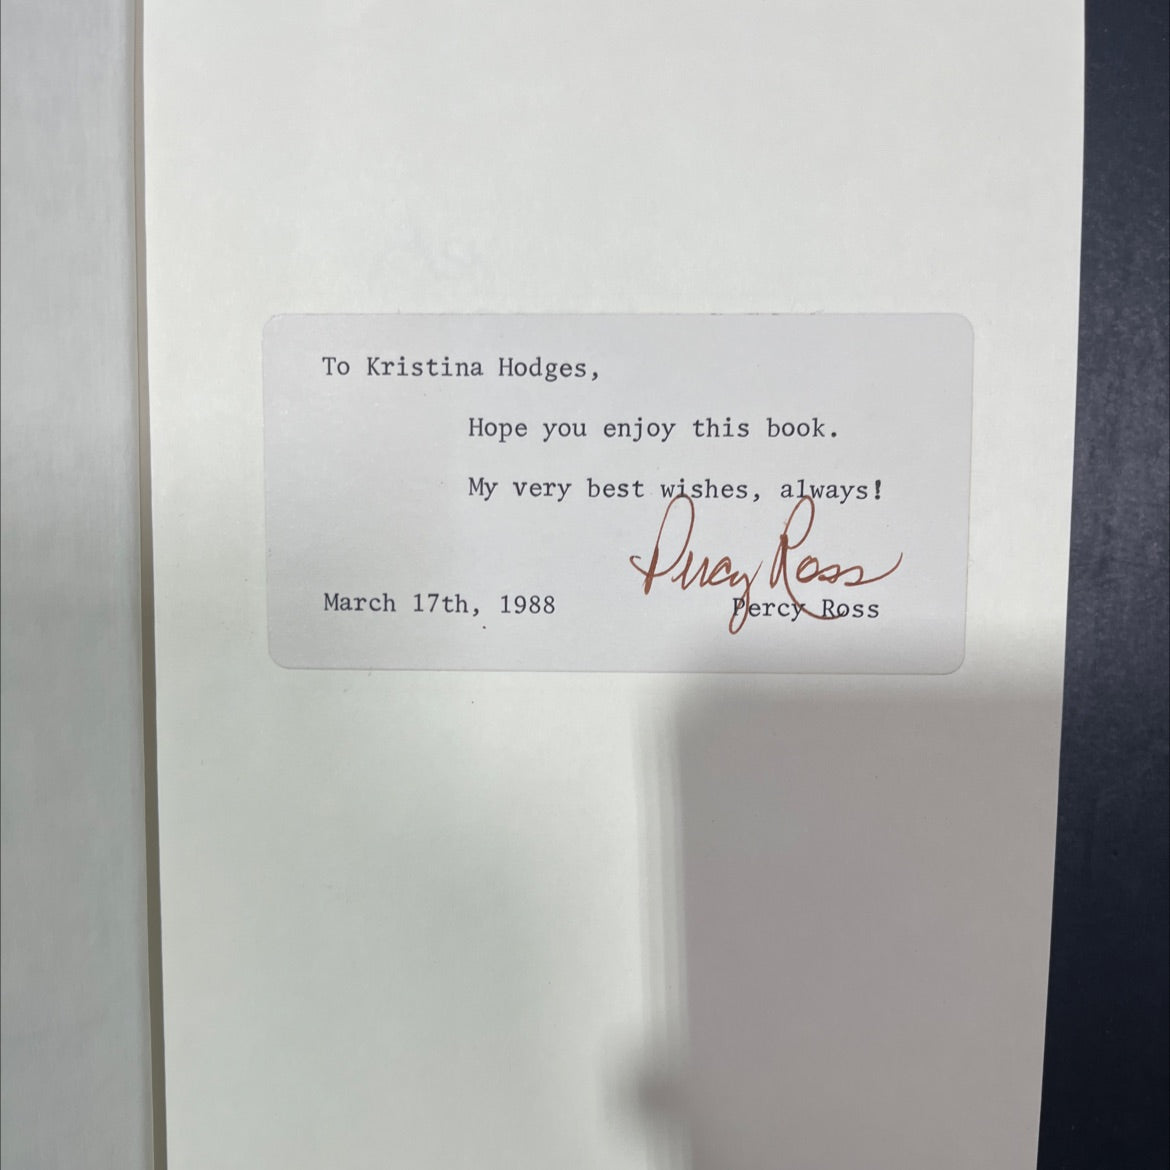 To Kristina Hodges,
Hope you enjoy this book.
My very best wishes, always!
Percy Ross
March 17th, 1988
Percy Ross